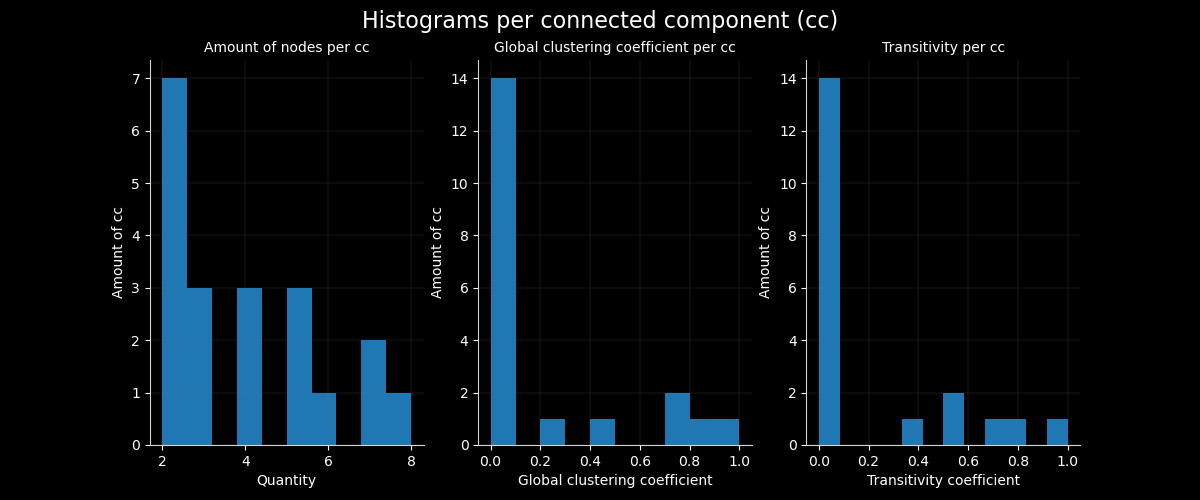 Histograms per connected component (cc)
Amount of nodes per cc
Amount of cc
7
6
5
4
3
2
1
0
2 4 6 8
Quantity
Global clustering coefficient per cc
Amount of cc
14
12
10
8
6
4
2
0
0.0 0.2 0.4 0.6 0.8 1.0
Global clustering coefficient
Transitivity per cc
Amount of cc
14
12
10
8
6
4
2
0
0.0 0.2 0.4 0.6 0.8 1.0
Transitivity coefficient